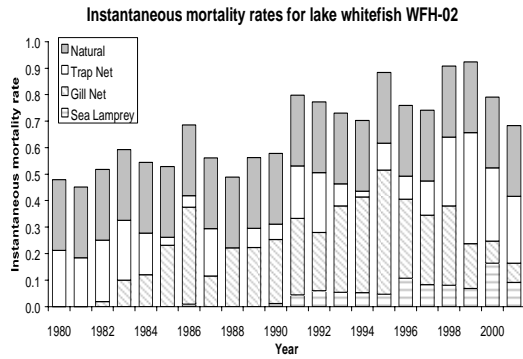 Instantaneous mortality rates for lake whitefish WFH-02
Instantaneous mortality rate
1.0
0.9
0.8
0.7
0.6
0.5
0.4
0.3
0.2
0.1
0.0
Natural
Trap Net
Gill Net
Sea Lamprey
1980 1982 1984 1986 1988 1990 1992 1994 1996 1998 2000
Year